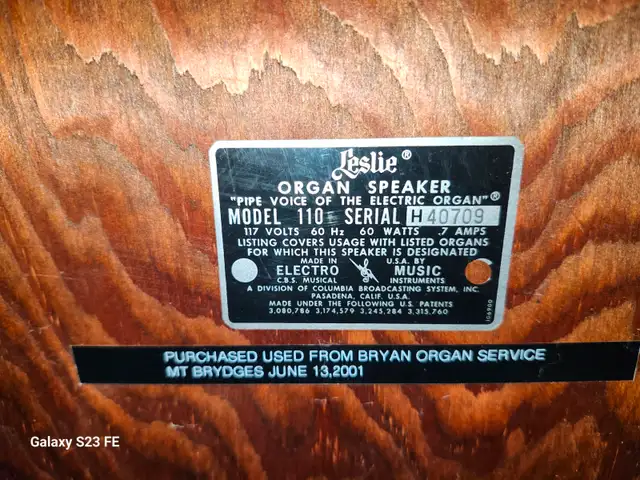 Leslie®
ORGAN SPEAKER
"PIPE VOICE OF THE ELECTRIC ORGAN"®
MODEL 110 SERIAL H 40709
117 VOLTS 60 Hz 60 WATTS .7 AMPS
LISTING COVERS USAGE WITH LISTED ORGANS
FOR WHICH THIS SPEAKER IS DESIGNATED
MADE IN U.S.A. BY
ELECTRO MUSIC
C.B.S. MUSICAL INSTRUMENTS
A DIVISION OF COLUMBIA BROADCASTING SYSTEM, INC.
PASADENA, CALIF. U.S.A.
MADE UNDER THE FOLLOWING U.S. PATENTS
3,080,786 3,174,579 3,245,284 3,315,760
PURCHASED USED FROM BRYAN ORGAN SERVICE
MT BRYDGES JUNE 13,2001
Galaxy S23 FE